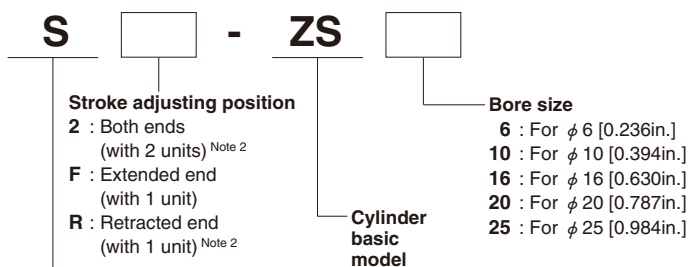 S - ZS
Stroke adjusting position
2 : Both ends
(with 2 units) Note 2
F : Extended end
(with 1 unit)
R : Retracted end
(with 1 unit) Note 2
Cylinder
basic
model
Bore size
6 : For ϕ 6 [0.236in.]
10 : For ϕ 10 [0.394in.]
16 : For ϕ 16 [0.630in.]
20 : For ϕ 20 [0.787in.]
25 : For ϕ 25 [0.984in.]